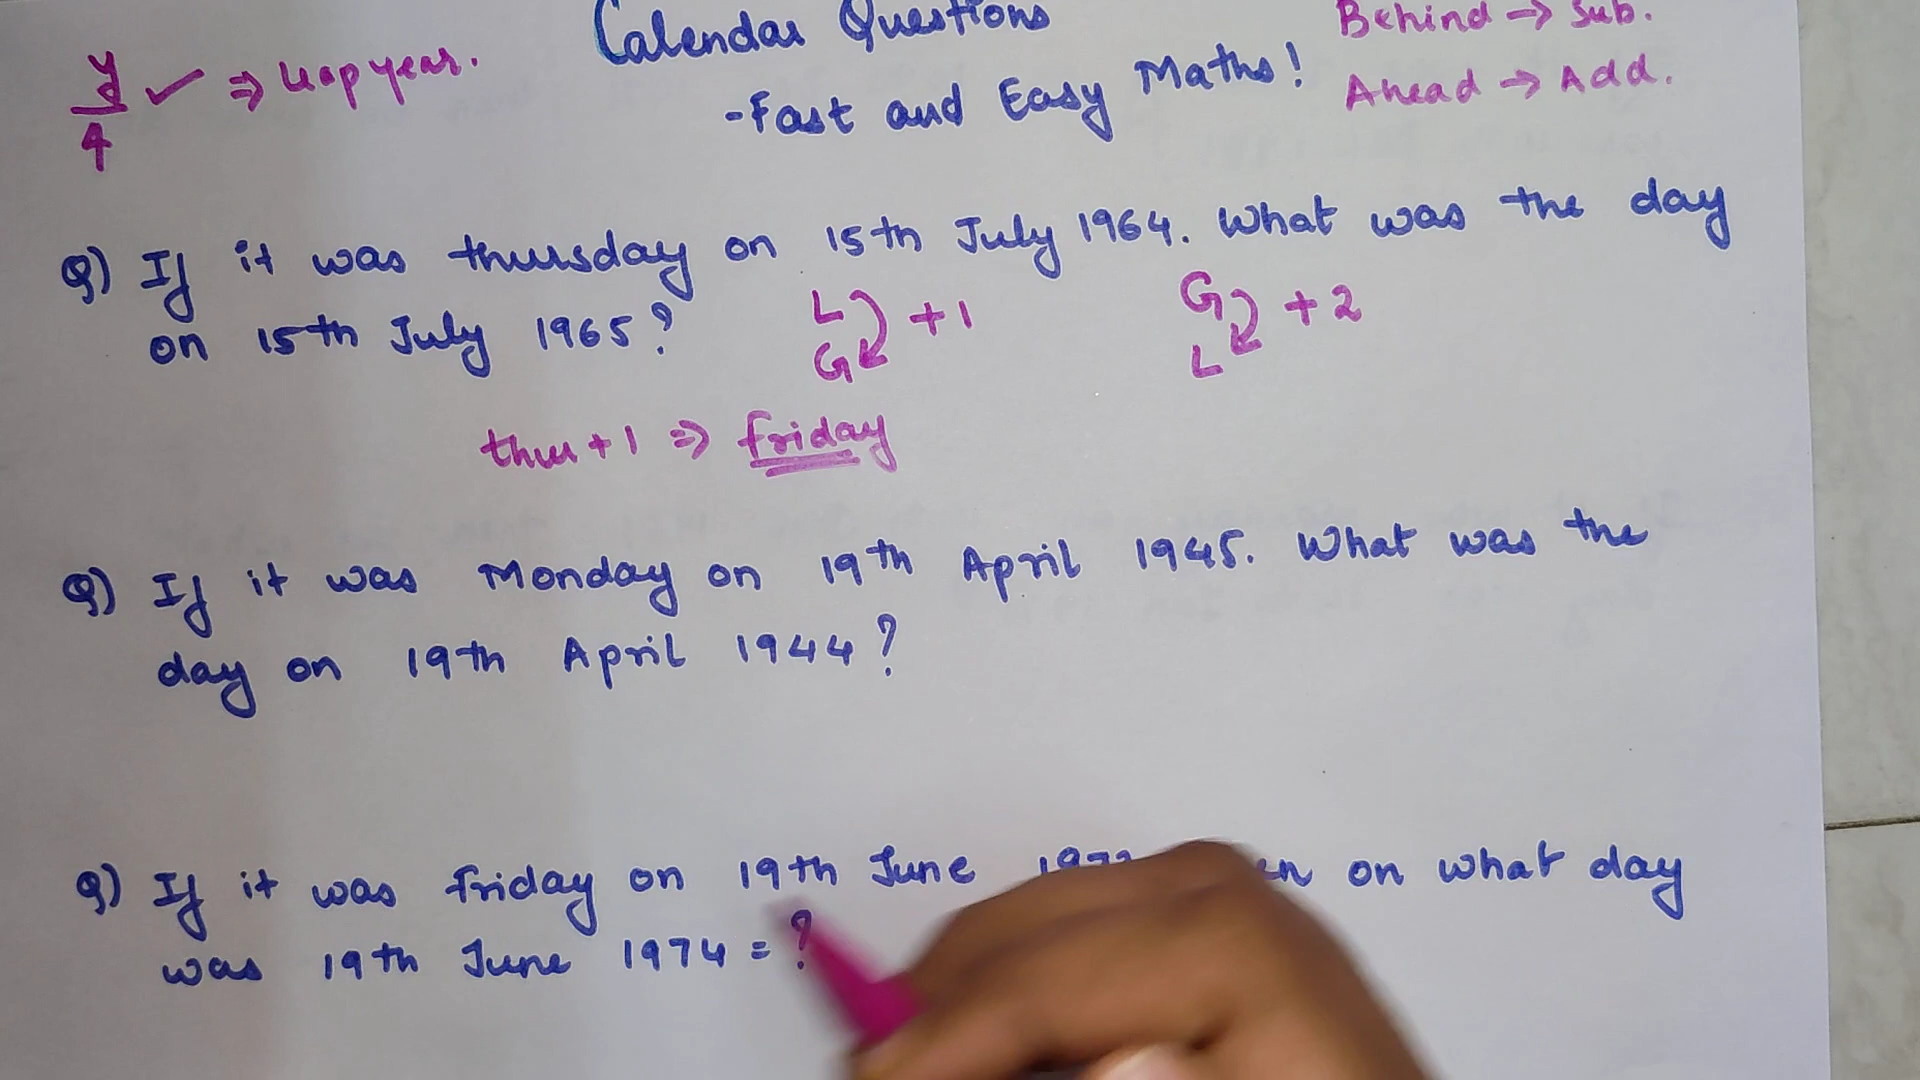 Calendar Questions
-Fast and Easy Maths!
y/4 ✓ ⇒ Leap year.
Behind → Sub.
Ahead → Add.
Q) If it was thursday on 15th July 1964. What was the day
on 15th July 1965?
L
G
+1
G
L
+2
thur + 1 ⇒ friday
Q) If it was Monday on 19th April 1945. What was the
day on 19th April 1944?
Q) If it was friday on 19th June on what day
was 19th June 1974 = ?